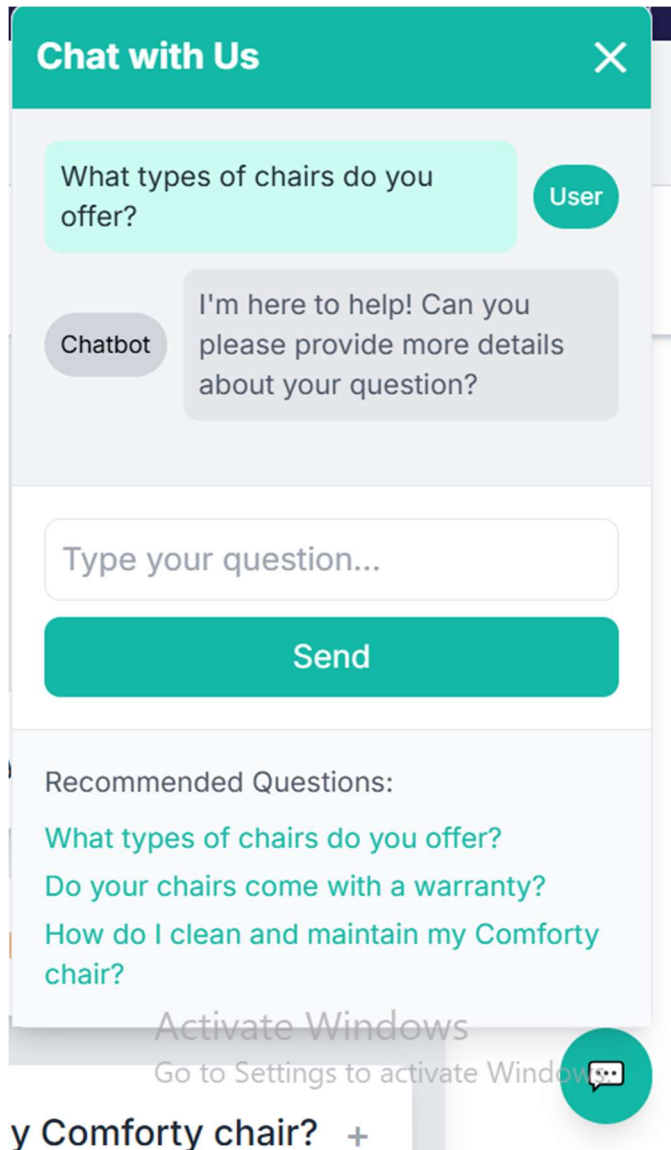 Chat with Us
What types of chairs do you
offer?
User
I'm here to help! Can you
Chatbot
please provide more details
about your question?
Type your question...
Send
Recommended Questions:
What types of chairs do you offer?
Do your chairs come with a warranty?
How do I clean and maintain my Comforty
chair?
Activate Windows
Go to Settings to activate Windows.
y Comforty chair? +